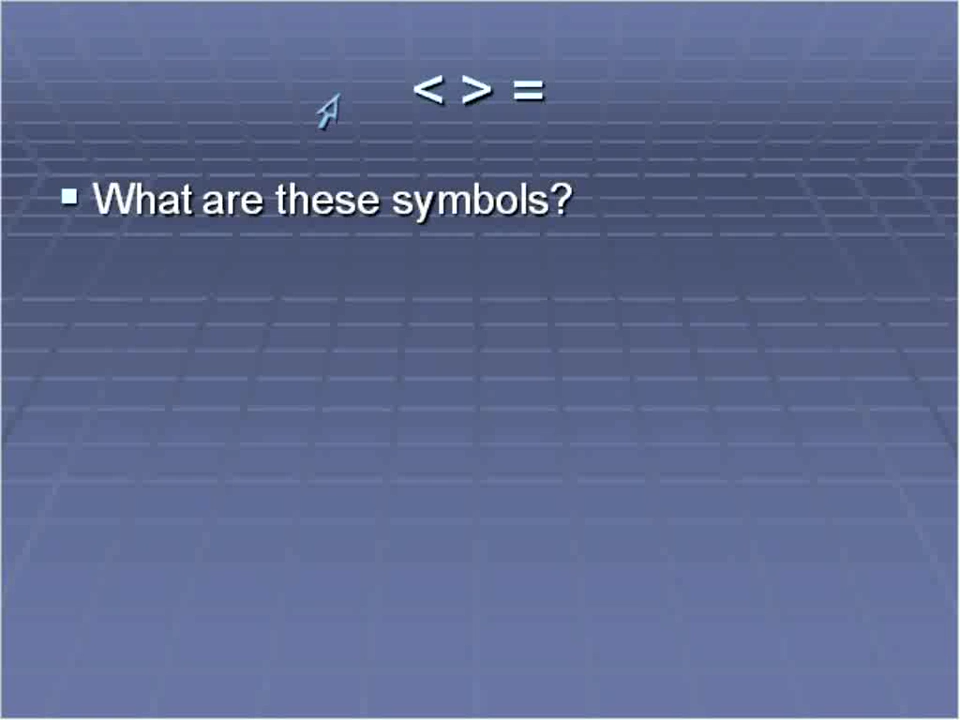 < > =
What are these symbols?